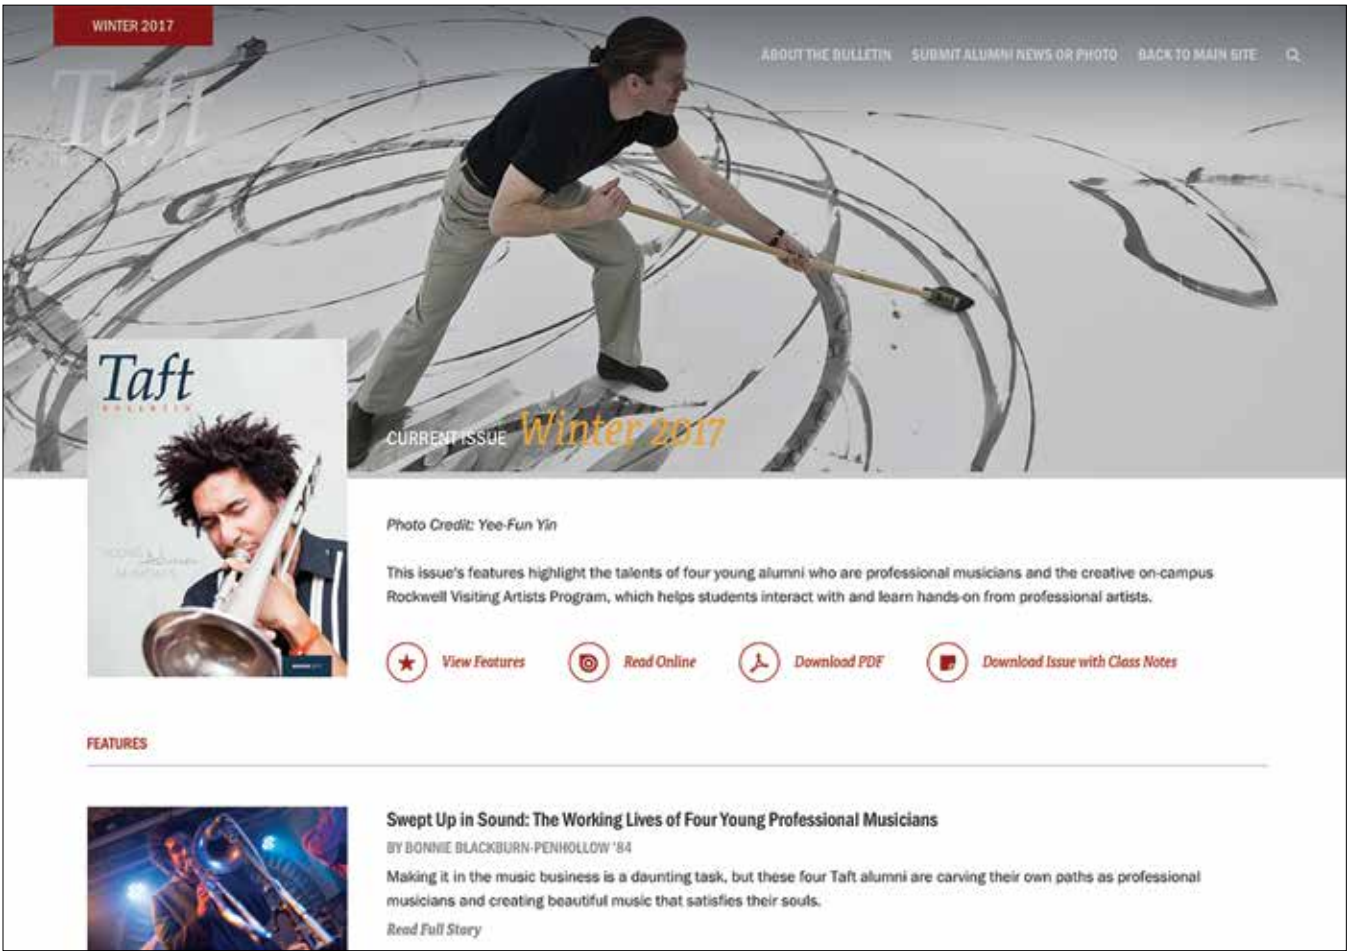 WINTER 2017
ABOUT THE BULLETIN SUBMIT ALUMNI NEWS OR PHOTO BACK TO MAIN SITE
Taft
BULLETIN
Taft
BULLETIN
CURRENT ISSUE Winter 2017
Photo Credit: Yee-Fun Yin
This issue's features highlight the talents of four young alumni who are professional musicians and the creative on-campus
Rockwell Visiting Artists Program, which helps students interact with and learn hands-on from professional artists.
View Features Read Online Download PDF Download Issue with Class Notes
FEATURES
Swept Up in Sound: The Working Lives of Four Young Professional Musicians
BY BONNIE BLACKBURN-PENHOLLOW '84
Making it in the music business is a daunting task, but these four Taft alumni are carving their own paths as professional
musicians and creating beautiful music that satisfies their souls.
Read Full Story